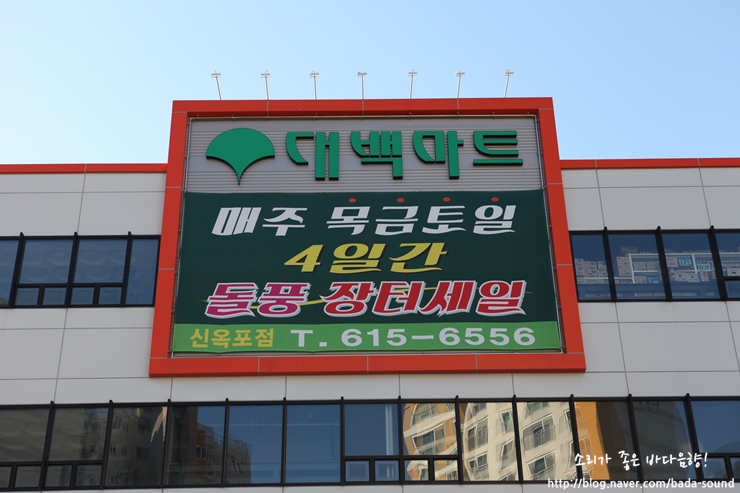 대백마트
매주 목금토일
4일간
돌풍 장터세일
신옥포점 T. 615-6556
소리가 좋은 바다음향!
http://blog.naver.com/bada-sound